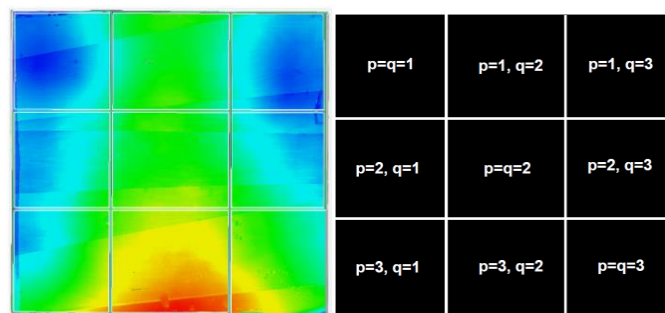 p=q=1
p=1, q=2
p=1, q=3
p=2, q=1
p=q=2
p=2, q=3
p=3, q=1
p=3, q=2
p=q=3